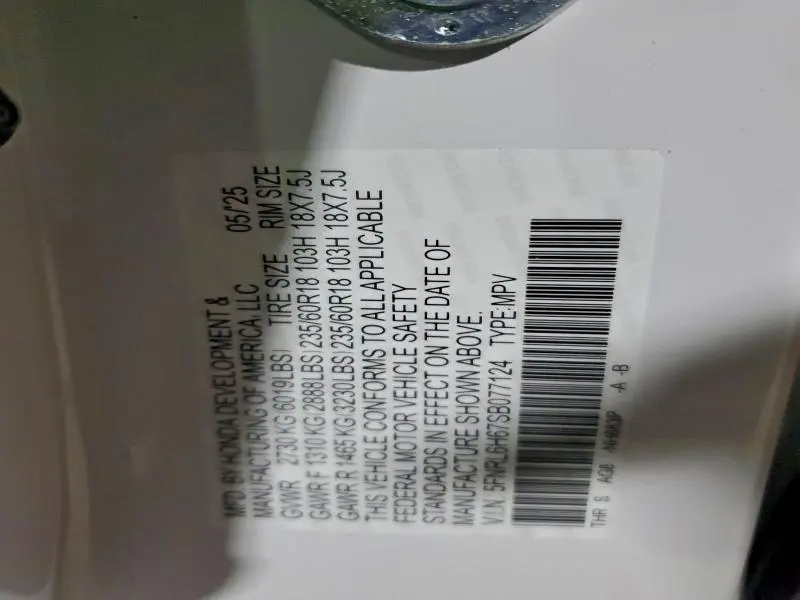 MFD. BY HONDA DEVELOPMENT &
MANUFACTURING OF AMERICA, LLC 05/'25
GVWR 2730 KG(6019LBS) TIRE SIZE RIM SIZE
GAWR F 1310 KG(2888LBS)235/60R18 103H 18X7.5J
GAWR R 1465 KG(3230LBS)235/60R18 103H 18X7.5J
THIS VEHICLE CONFORMS TO ALL APPLICABLE
FEDERAL MOTOR VEHICLE SAFETY
STANDARDS IN EFFECT ON THE DATE OF
MANUFACTURE SHOWN ABOVE.
V.I.N. 5FNRL6H67SB077124 TYPE:MPV
THR S AGB -NH883P -A -B